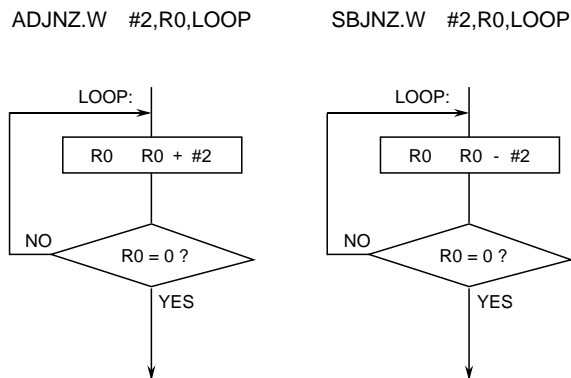 ADJNZ.W #2,R0,LOOP
LOOP:
R0 R0 + #2
NO
R0 = 0 ?
YES
SBJNZ.W #2,R0,LOOP
LOOP:
R0 R0 - #2
NO
R0 = 0 ?
YES